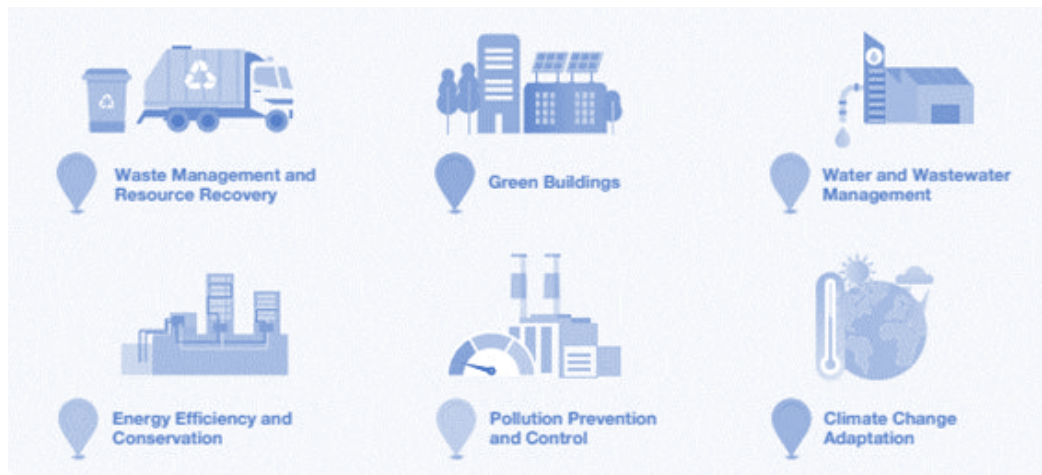 Waste Management and
Resource Recovery
Green Buildings
Water and Wastewater
Management
Energy Efficiency and
Conservation
Pollution Prevention
and Control
Climate Change
Adaptation